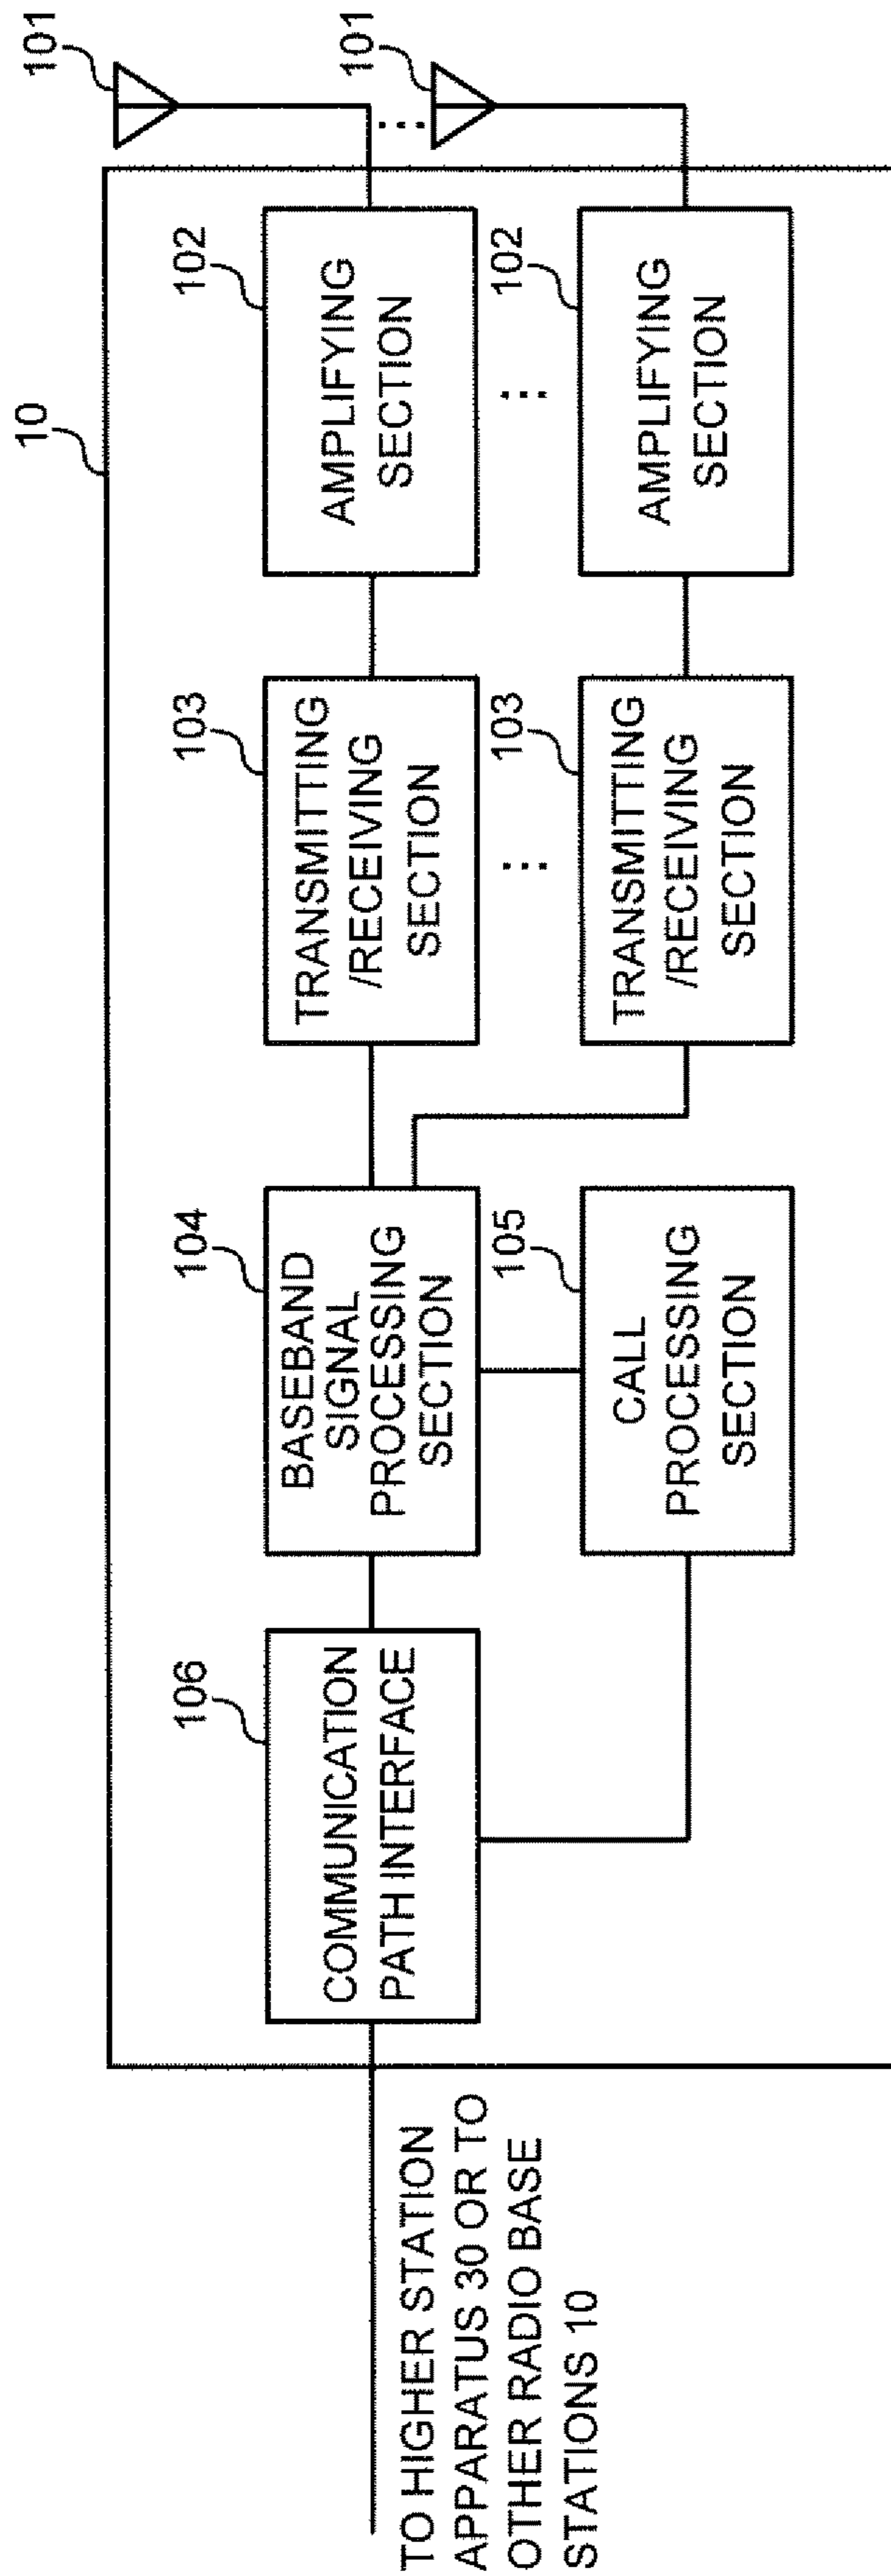 10
101
101
102
AMPLIFYING
SECTION
102
AMPLIFYING
SECTION
103
TRANSMITTING
/RECEIVING
SECTION
103
TRANSMITTING
/RECEIVING
SECTION
104
BASEBAND
SIGNAL
PROCESSING
SECTION
105
CALL
PROCESSING
SECTION
106
COMMUNICATION
PATH INTERFACE
TO HIGHER STATION
APPARATUS 30 OR TO
OTHER RADIO BASE
STATIONS 10